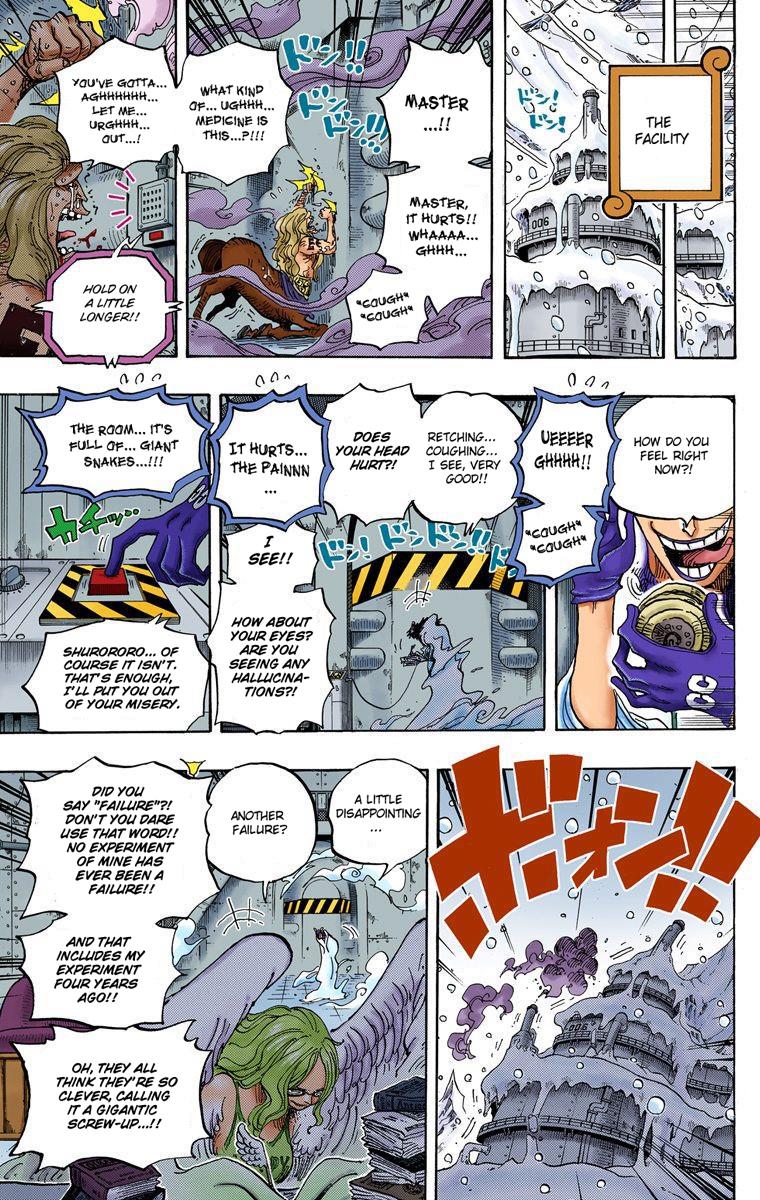 THE
FACILITY
006
ドン!
ドン!
MASTER
...!!
MASTER,
IT HURTS!!
WHAAAA...
GHHH...
*COUGH*
*COUGH*
ドン!!
ドン!!
WHAT KIND
OF... UGHHH...
MEDICINE IS
THIS...?!!!
YOU'VE GOTTA...
AGHHHHHH...
LET ME...
URGHHH...
OUT...!
HOLD ON
A LITTLE
LONGER!!
HOW DO YOU
FEEL RIGHT
NOW?!
CC
UEEEER
GHHHH!!
*COUGH*
*COUGH*
RETCHING...
COUGHING...
I SEE, VERY
GOOD!!
DOES
YOUR HEAD
HURT?!
ドン! ドンドン!! ド
IT HURTS...
THE PAINNN
...
I
SEE!!
HOW ABOUT
YOUR EYES?
ARE YOU
SEEING ANY
HALLUCINA-
TIONS?!
THE ROOM... IT'S
FULL OF... GIANT
SNAKES...!!!
ガチッ...
SHURORORO... OF
COURSE IT ISN'T.
THAT'S ENOUGH,
I'LL PUT YOU OUT
OF YOUR MISERY.
ボオン!!
006
A LITTLE
DISAPPOINTING
...
ANOTHER
FAILURE?
DID YOU
SAY "FAILURE"?!
DON'T YOU DARE
USE THAT WORD!!
NO EXPERIMENT
OF MINE HAS
EVER BEEN A
FAILURE!!
AND THAT
INCLUDES MY
EXPERIMENT
FOUR YEARS
AGO!!
OH, THEY ALL
THINK THEY'RE SO
CLEVER, CALLING
IT A GIGANTIC
SCREW-UP...!!